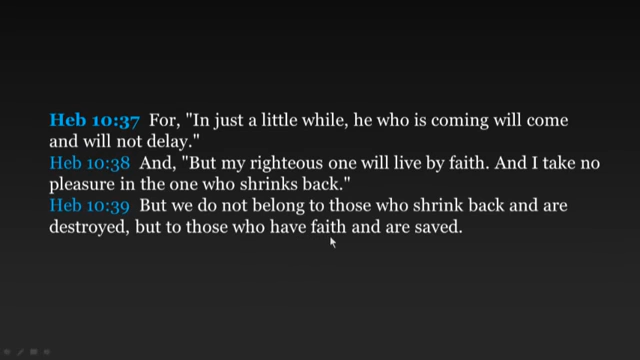 Heb 10:37 For, "In just a little while, he who is coming will come
and will not delay."
Heb 10:38 And, "But my righteous one will live by faith. And I take no
pleasure in the one who shrinks back."
Heb 10:39 But we do not belong to those who shrink back and are
destroyed, but to those who have faith and are saved.